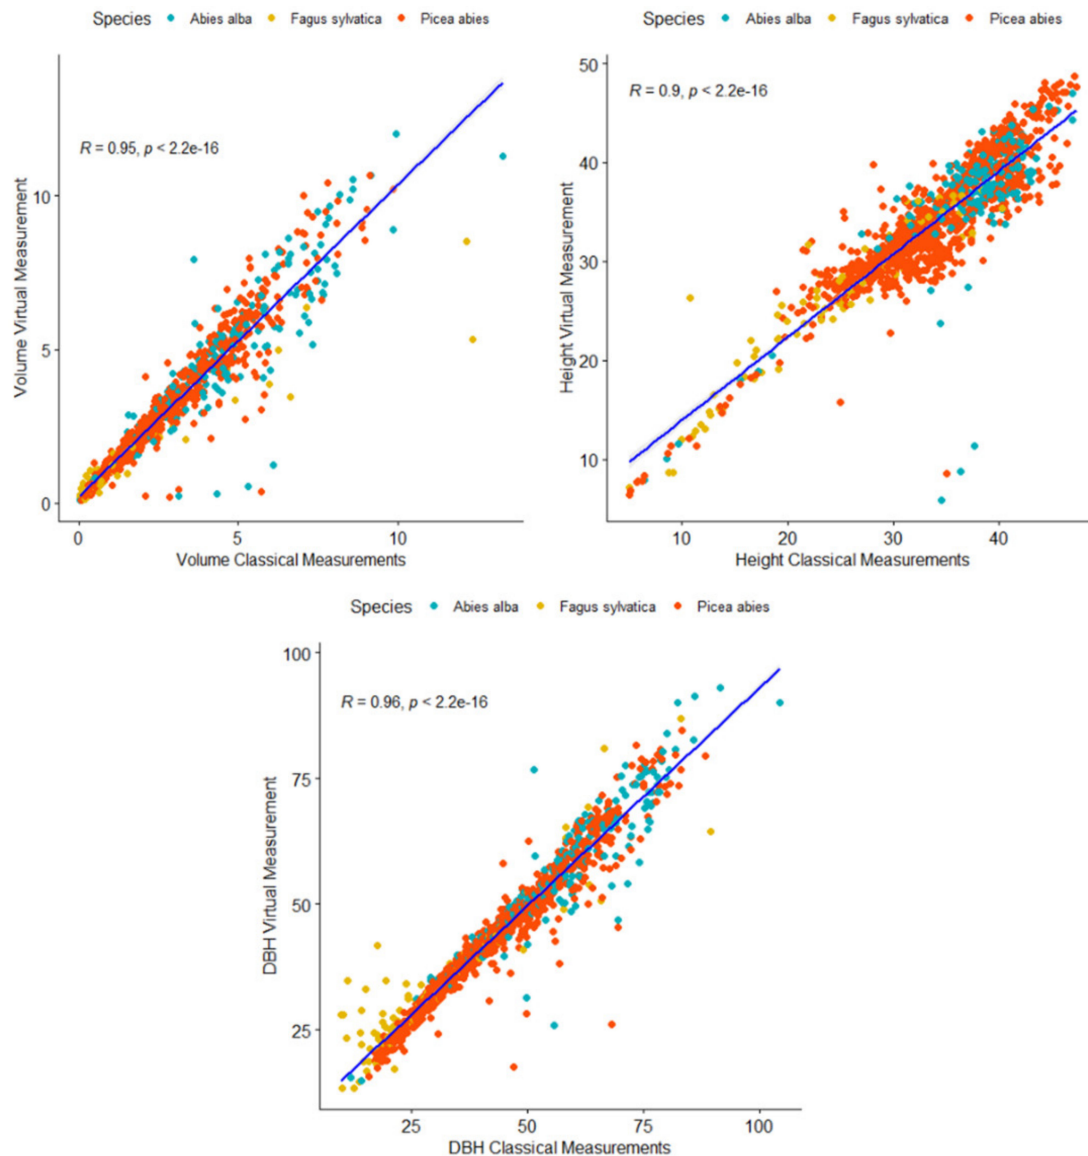 Species Abies alba Fagus sylvatica Picea abies
R = 0.95, p < 2.2e-16
Volume Virtual Measurement
10
5
0
0 5 10
Volume Classical Measurements
Species Abies alba Fagus sylvatica Picea abies
R = 0.9, p < 2.2e-16
Height Virtual Measurement
50
40
30
20
10
10 20 30 40
Height Classical Measurements
Species Abies alba Fagus sylvatica Picea abies
R = 0.96, p < 2.2e-16
DBH Virtual Measurement
100
75
50
25
25 50 75 100
DBH Classical Measurements